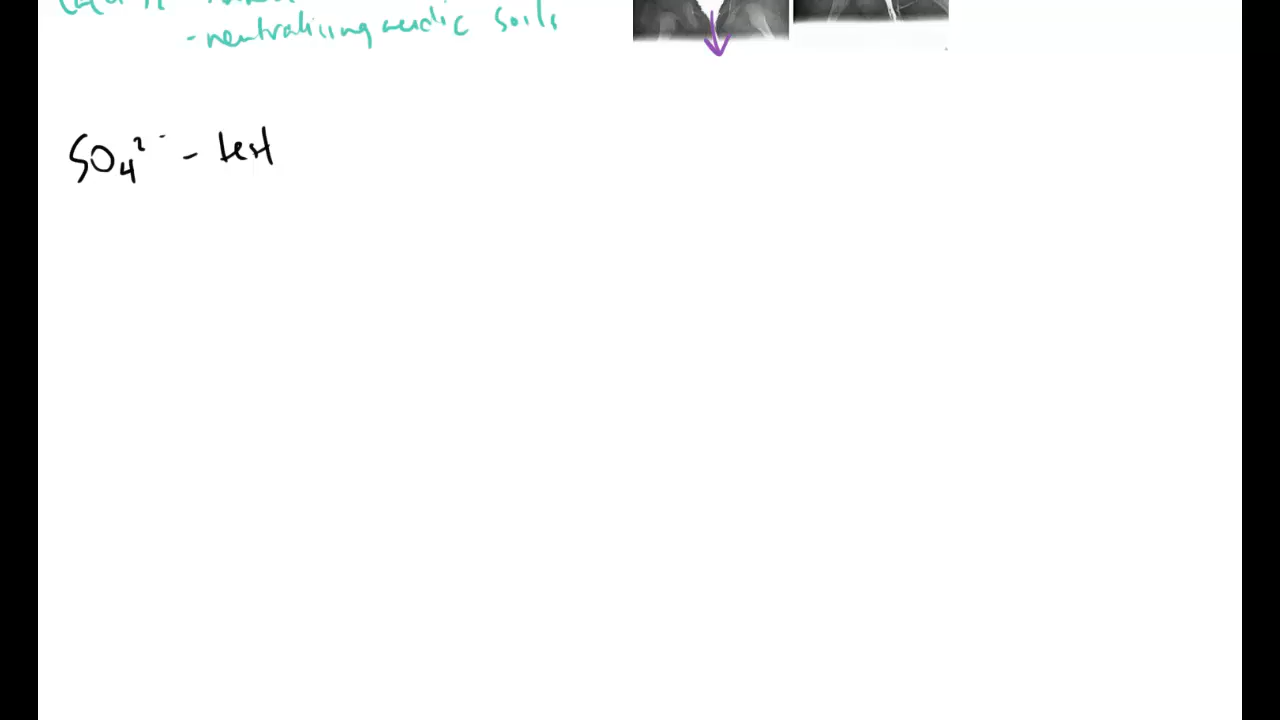 - neutralising acidic soils
SO₄²⁻ - test